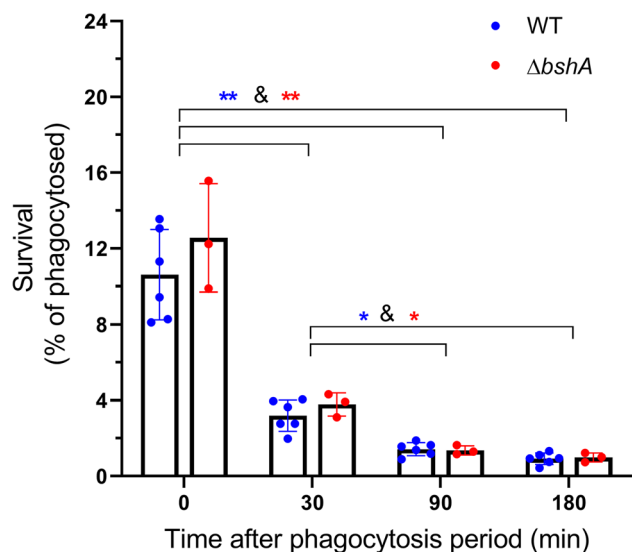 24
20
16
12
8
4
0
Survival
(% of phagocytosed)
WT
ΔbshA
** & **
* & *
0 30 90 180
Time after phagocytosis period (min)